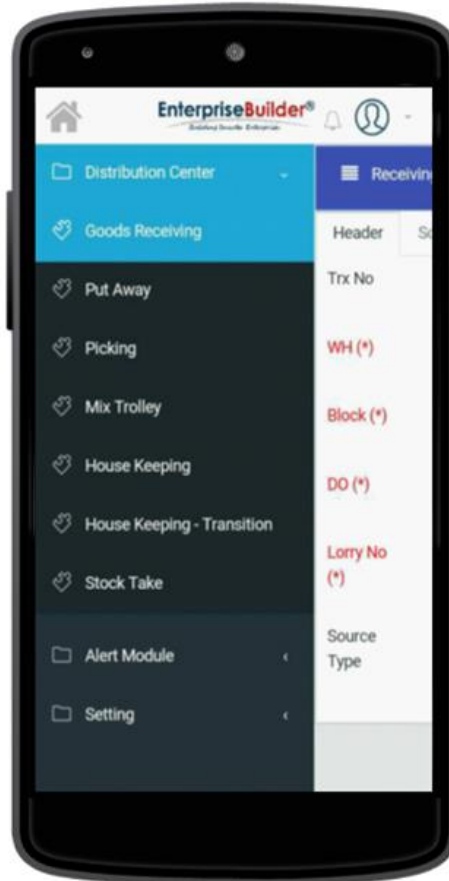 EnterpriseBuilder®
Distribution Center
Goods Receiving
Put Away
Picking
Mix Trolley
House Keeping
House Keeping - Transition
Stock Take
Alert Module
Setting
Receiving
Header
Trx No
WH (*)
Block (*)
DO (*)
Lorry No
(*)
Source
Type